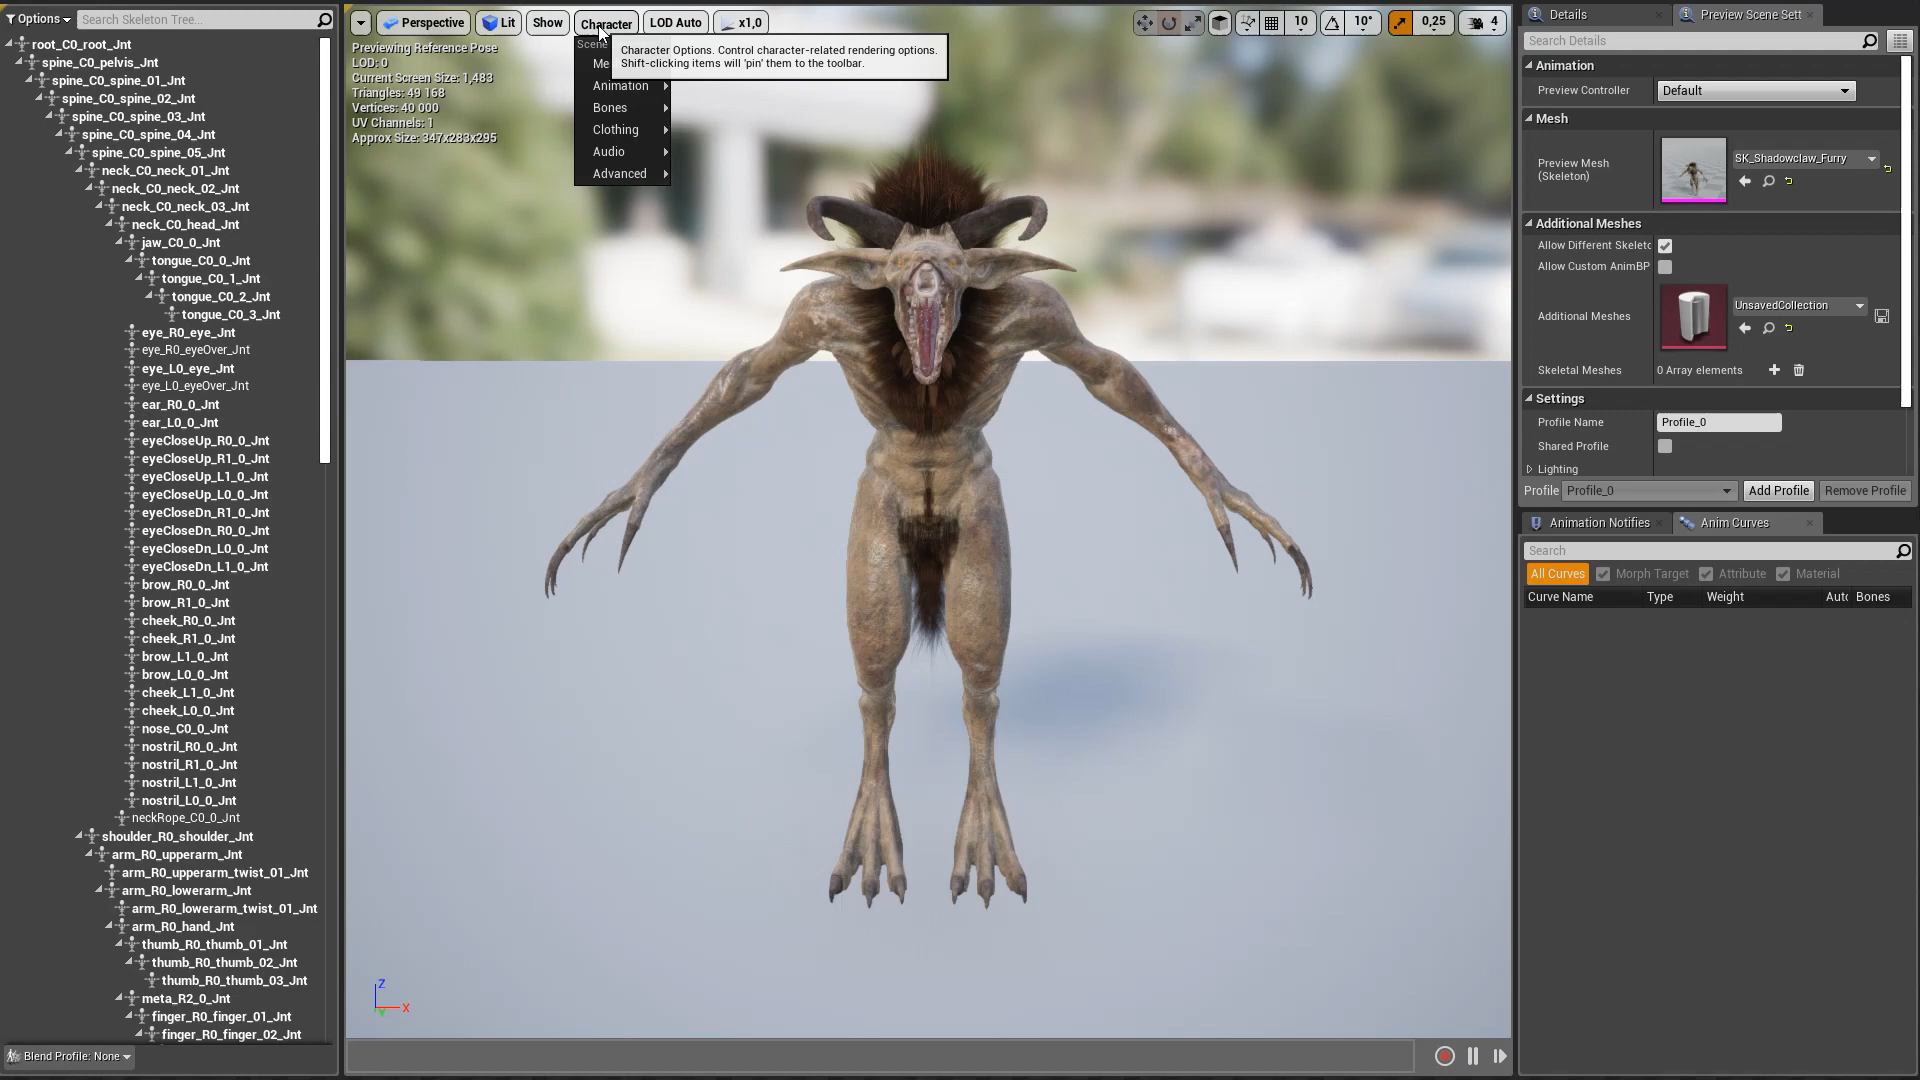 Options
Search Skeleton Tree...
root_C0_root_Jnt
spine_C0_pelvis_Jnt
spine_C0_spine_01_Jnt
spine_C0_spine_02_Jnt
spine_C0_spine_03_Jnt
spine_C0_spine_04_Jnt
spine_C0_spine_05_Jnt
neck_C0_neck_01_Jnt
neck_C0_neck_02_Jnt
neck_C0_neck_03_Jnt
neck_C0_head_Jnt
jaw_C0_0_Jnt
tongue_C0_0_Jnt
tongue_C0_1_Jnt
tongue_C0_2_Jnt
tongue_C0_3_Jnt
eye_R0_eye_Jnt
eye_R0_eyeOver_Jnt
eye_L0_eye_Jnt
eye_L0_eyeOver_Jnt
ear_R0_0_Jnt
ear_L0_0_Jnt
eyeCloseUp_R0_0_Jnt
eyeCloseUp_R1_0_Jnt
eyeCloseUp_L1_0_Jnt
eyeCloseUp_L0_0_Jnt
eyeCloseDn_R1_0_Jnt
eyeCloseDn_R0_0_Jnt
eyeCloseDn_L0_0_Jnt
eyeCloseDn_L1_0_Jnt
brow_R0_0_Jnt
brow_R1_0_Jnt
cheek_R0_0_Jnt
cheek_R1_0_Jnt
brow_L1_0_Jnt
brow_L0_0_Jnt
cheek_L1_0_Jnt
cheek_L0_0_Jnt
nose_C0_0_Jnt
nostril_R0_0_Jnt
nostril_R1_0_Jnt
nostril_L1_0_Jnt
nostril_L0_0_Jnt
neckRope_C0_0_Jnt
shoulder_R0_shoulder_Jnt
arm_R0_upperarm_Jnt
arm_R0_upperarm_twist_01_Jnt
arm_R0_lowerarm_Jnt
arm_R0_lowerarm_twist_01_Jnt
arm_R0_hand_Jnt
thumb_R0_thumb_01_Jnt
thumb_R0_thumb_02_Jnt
thumb_R0_thumb_03_Jnt
meta_R2_0_Jnt
finger_R0_finger_01_Jnt
finger_R0_finger_02_Jnt
Blend Profile: None
Perspective Lit Show Character LOD Auto x1,0
10 10° 0,25 4
Previewing Reference Pose
LOD: 0
Current Screen Size: 1,483
Triangles: 49 168
Vertices: 40 000
UV Channels: 1
Approx Size: 347x283x295
Scene
Me
Animation
Bones
Clothing
Audio
Advanced
Character Options. Control character-related rendering options.
Shift-clicking items will 'pin' them to the toolbar.
Z
X
Details
Preview Scene Sett
Search Details
Animation
Preview Controller Default
Mesh
Preview Mesh
(Skeleton)
SK_Shadowclaw_Furry
Additional Meshes
Allow Different Skeletc
Allow Custom AnimBP
Additional Meshes
UnsavedCollection
Skeletal Meshes 0 Array elements
Settings
Profile Name Profile_0
Shared Profile
Lighting
Profile Profile_0 Add Profile Remove Profile
Animation Notifies
Anim Curves
Search
All Curves Morph Target Attribute Material
Curve Name Type Weight Autc Bones